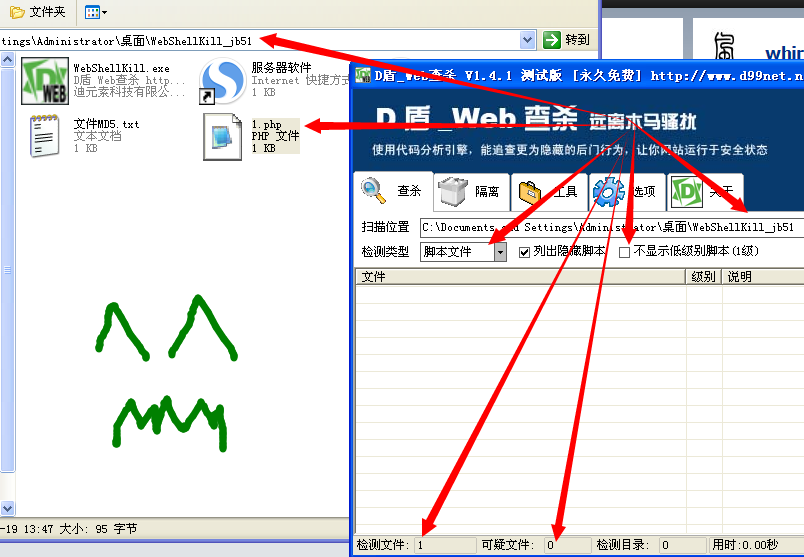 文件夹
tings\Administrator\桌面\WebShellKill_jb51
转到
WebShellKill.exe
D盾_Web查杀 http...
迪元素科技有限公...
服务器软件
Internet 快捷方式
1 KB
文件MD5.txt
文本文档
1 KB
1.php
PHP 文件
1 KB
-19 13:47 大小: 95 字节
whir
D盾_Web查杀 V1.4.1 测试版 [永久免费] http://www.d99net.n
D盾_Web查杀 远离木马骚扰
使用代码分析引擎，能追查更为隐藏的后门行为，让你网站运行于安全状态
查杀
隔离
工具
选项
关于
扫描位置
C:\Documents and Settings\Administrator\桌面\WebShellKill_jb51
检测类型
脚本文件
列出隐藏脚本
不显示低级别脚本(1级)
文件
级别
说明
检测文件: 1
可疑文件: 0
检测目录: 0
用时:0.00秒